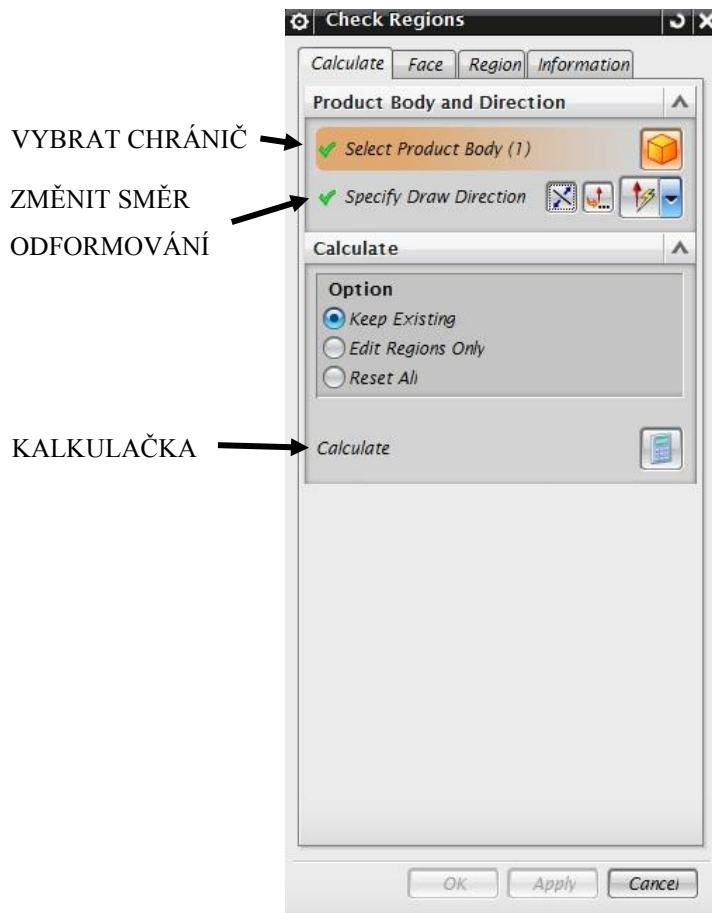 Check Regions
Calculate Face Region Information
Product Body and Direction
VYBRAT CHRÁNIČ
Select Product Body (1)
ZMĚNIT SMĚR
ODFORMOVÁNÍ
Specify Draw Direction
Calculate
Option
Keep Existing
Edit Regions Only
Reset All
KALKULAČKA
Calculate
OK Apply Cancel